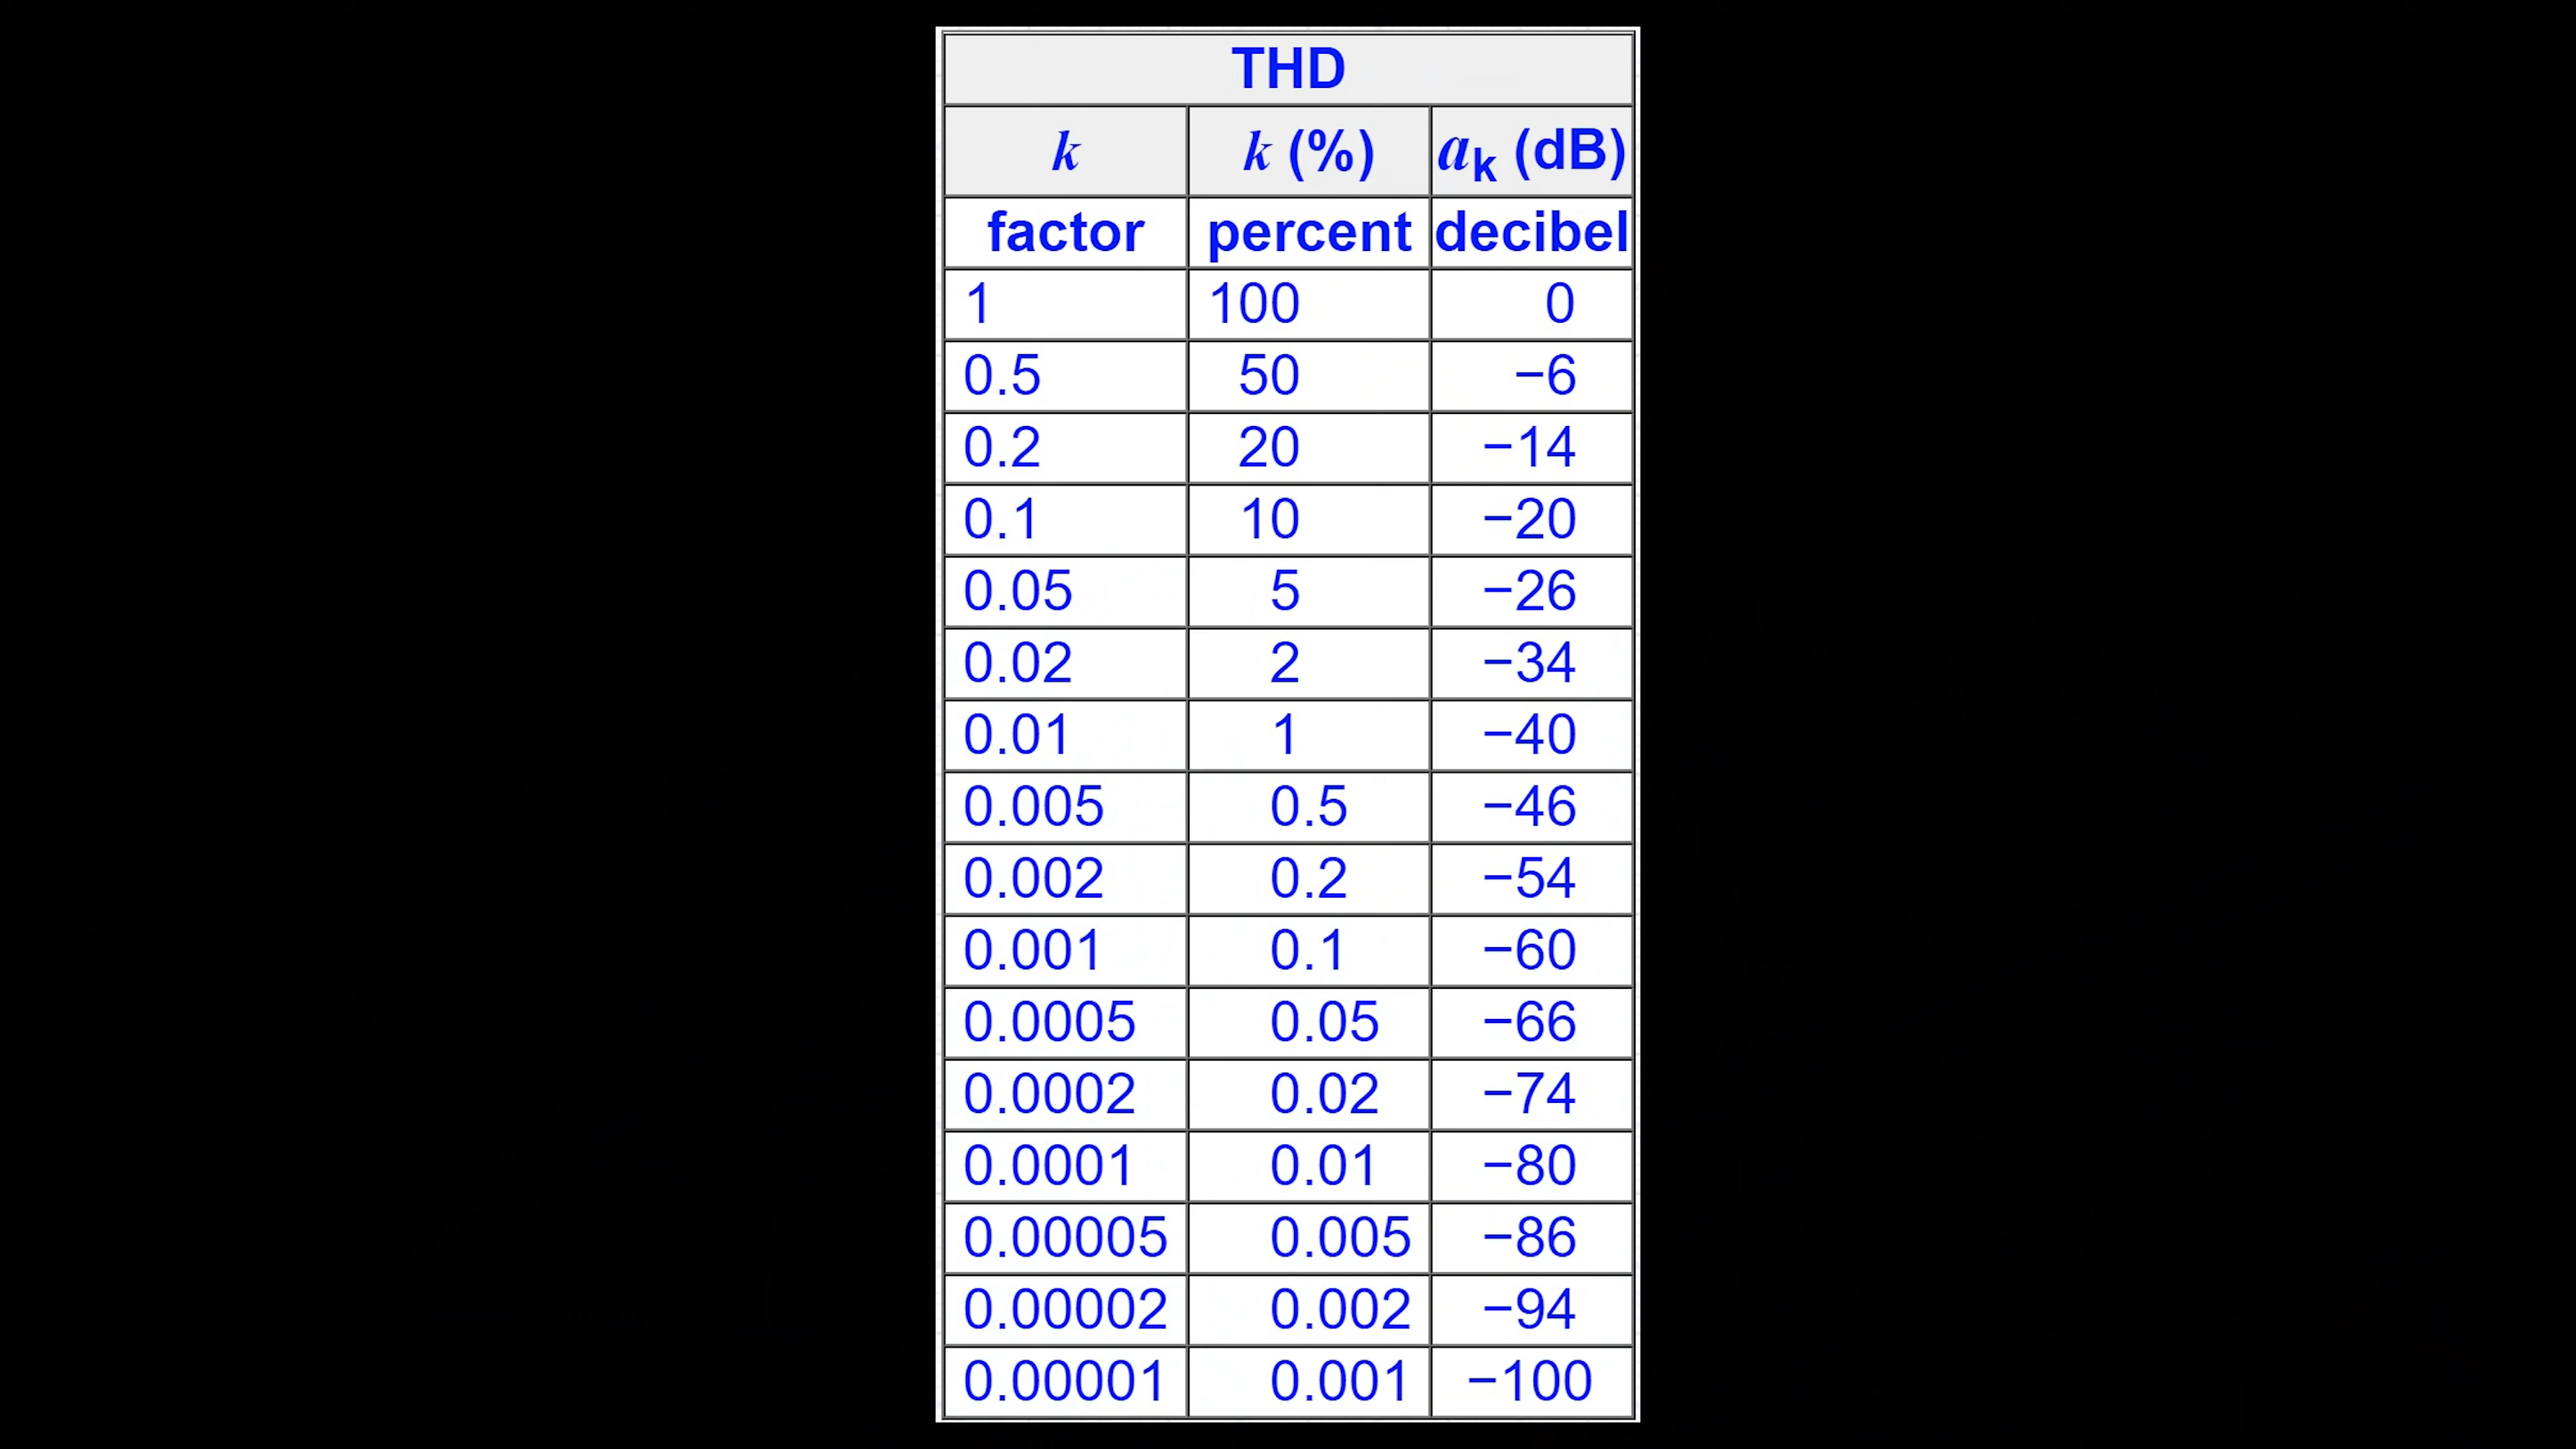 THD
k k (%) ak (dB)
factor percent decibel
1 100 0
0.5 50 −6
0.2 20 −14
0.1 10 −20
0.05 5 −26
0.02 2 −34
0.01 1 −40
0.005 0.5 −46
0.002 0.2 −54
0.001 0.1 −60
0.0005 0.05 −66
0.0002 0.02 −74
0.0001 0.01 −80
0.00005 0.005 −86
0.00002 0.002 −94
0.00001 0.001 −100